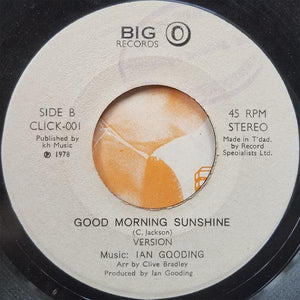 BIG O
RECORDS
SIDE B
CLICK-001
Published by
kh Music
℗ 1978
45 RPM
STEREO
Made in T'dad.
by Record
Specialists Ltd.
GOOD MORNING SUNSHINE
(C. Jackson)
VERSION
Music: IAN GOODING
Arr by Clive Bradley
Produced by Ian Gooding